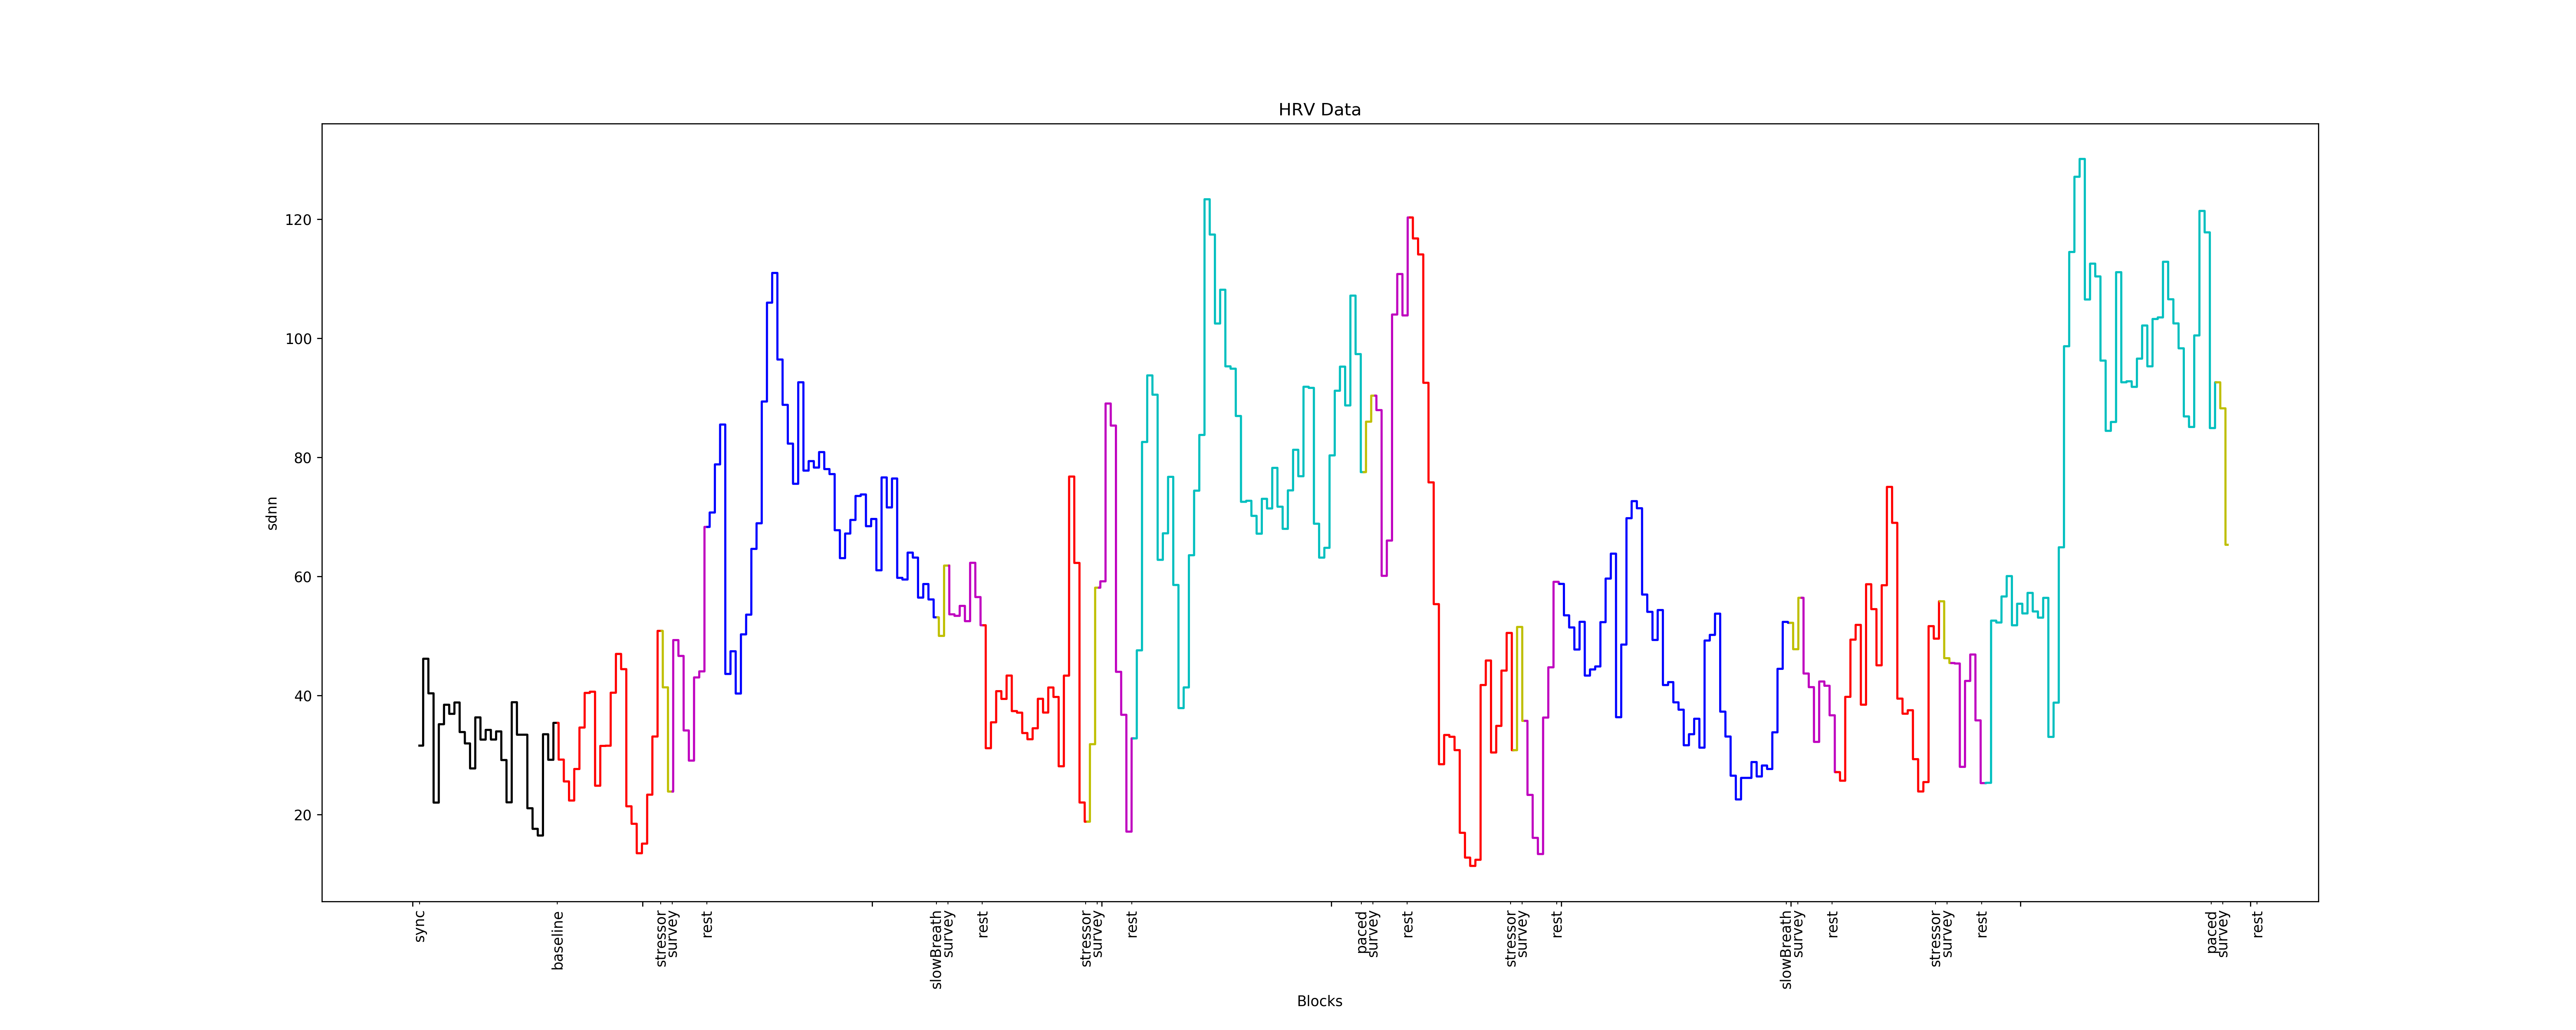 HRV Data
120
100
80
60
40
20
sdnn
sync
baseline
stressor
survey
rest
slowBreath
survey
rest
stressor
survey
rest
paced
survey
rest
stressor
survey
rest
slowBreath
survey
rest
stressor
survey
rest
paced
survey
rest
Blocks